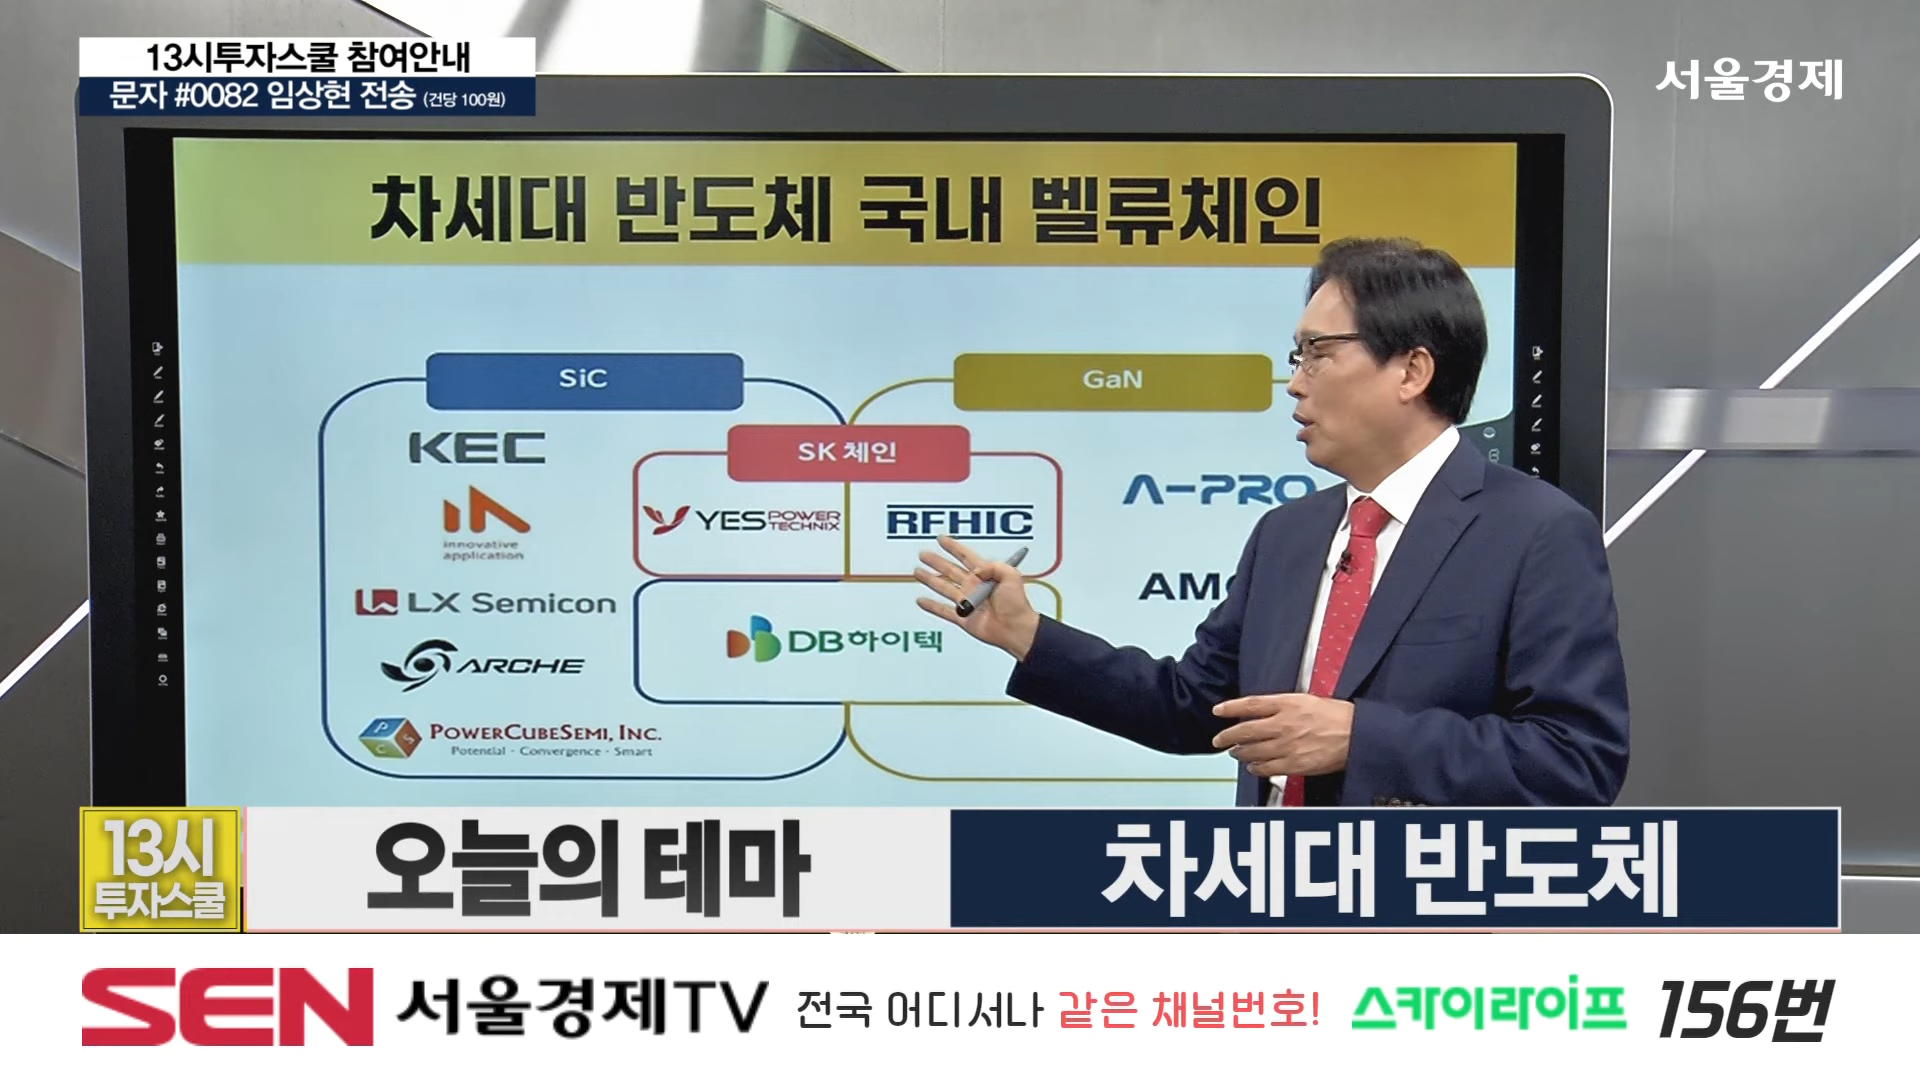 13시투자스쿨 참여안내
문자 #0082 임상현 전송 (건당 100원)
서울경제
차세대 반도체 국내 벨류체인
SiC
GaN
KEC
SK 체인
innovative
application
YES POWER
TECHNIX
RFHIC
A-PRO
LX Semicon
DB하이텍
ARCHE
POWERCUBESEMI, INC.
Potential · Convergence · Smart
13시
투자스쿨
오늘의 테마
차세대 반도체
SEN 서울경제TV 전국 어디서나 같은 채널번호! 스카이라이프 156번